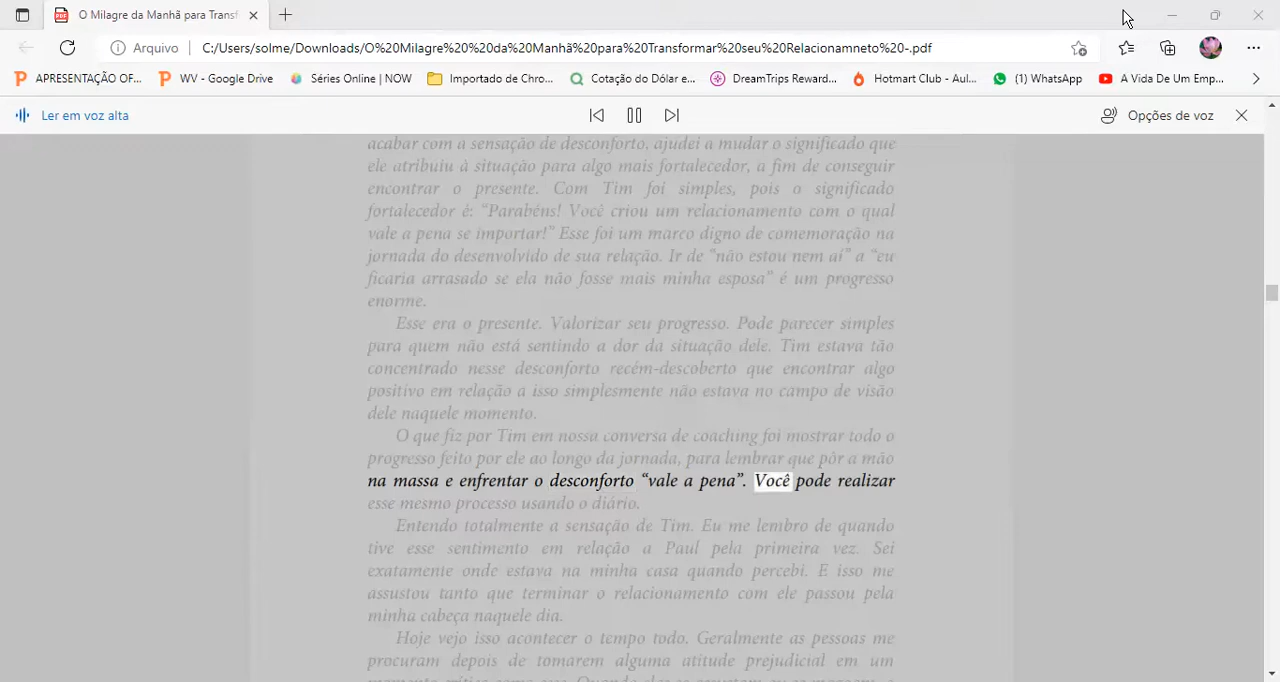 O Milagre da Manhã para Transf
Arquivo
C:/Users/solme/Downloads/O%20Milagre%20%20da%20Manhã%20para%20Transformar%20seu%20Relacionamneto%20-.pdf
APRESENTAÇÃO OF...
WV - Google Drive
Séries Online | NOW
Importado de Chro...
Cotação do Dólar e...
DreamTrips Reward...
Hotmart Club - Aul...
(1) WhatsApp
A Vida De Um Emp...
Ler em voz alta
Opções de voz
acabar com a sensação de desconforto, ajudei a mudar o significado que
ele atribuiu à situação para algo mais fortalecedor, a fim de conseguir
encontrar o presente. Com Tim foi simples, pois o significado
fortalecedor é: “Parabéns! Você criou um relacionamento com o qual
vale a pena se importar!” Esse foi um marco digno de comemoração na
jornada do desenvolvido de sua relação. Ir de “não estou nem aí” a “eu
ficaria arrasado se ela não fosse mais minha esposa” é um progresso
enorme.
Esse era o presente. Valorizar seu progresso. Pode parecer simples
para quem não está sentindo a dor da situação dele. Tim estava tão
concentrado nesse desconforto recém-descoberto que encontrar algo
positivo em relação a isso simplesmente não estava no campo de visão
dele naquele momento.
O que fiz por Tim em nossa conversa de coaching foi mostrar todo o
progresso feito por ele ao longo da jornada, para lembrar que pôr a mão
na massa e enfrentar o desconforto “vale a pena”. Você pode realizar
esse mesmo processo usando o diário.
Entendo totalmente a sensação de Tim. Eu me lembro de quando
tive esse sentimento em relação a Paul pela primeira vez. Sei
exatamente onde estava na minha casa quando percebi. E isso me
assustou tanto que terminar o relacionamento com ele passou pela
minha cabeça naquele dia.
Hoje vejo isso acontecer o tempo todo. Geralmente as pessoas me
procuram depois de tomarem alguma atitude prejudicial em um